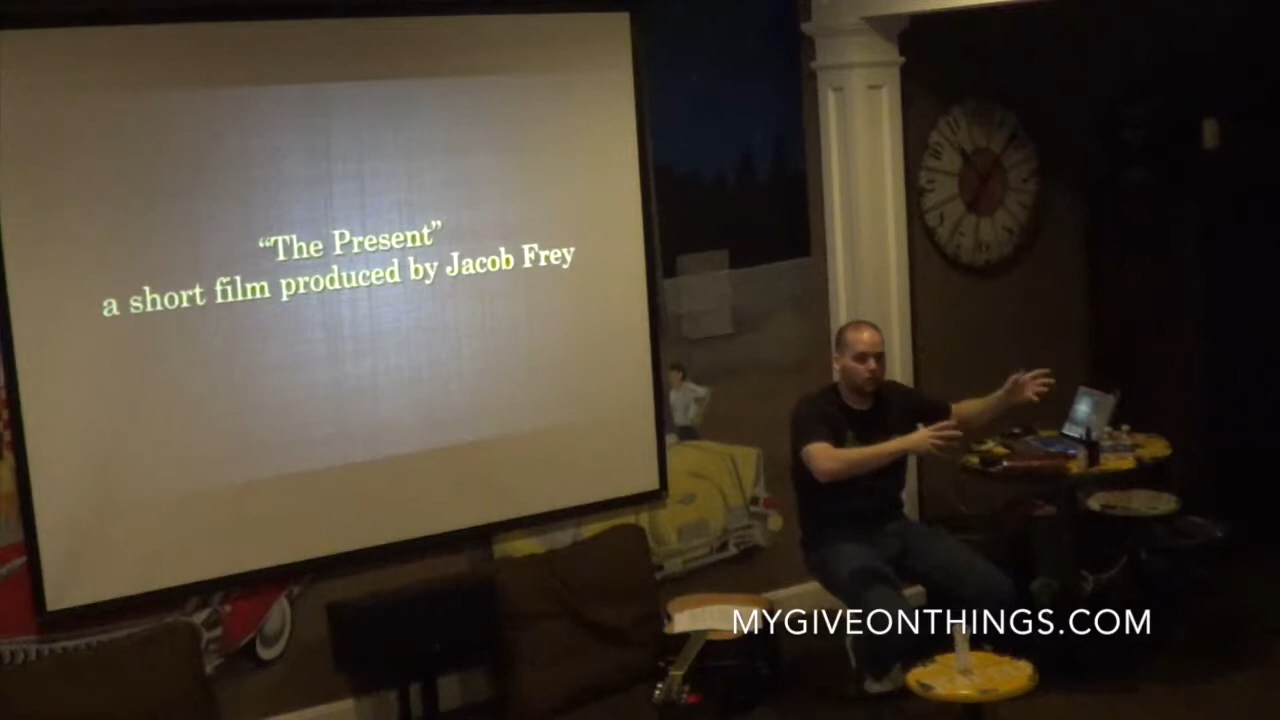 “The Present”
a short film produced by Jacob Frey
MYGIVEONTHINGS.COM